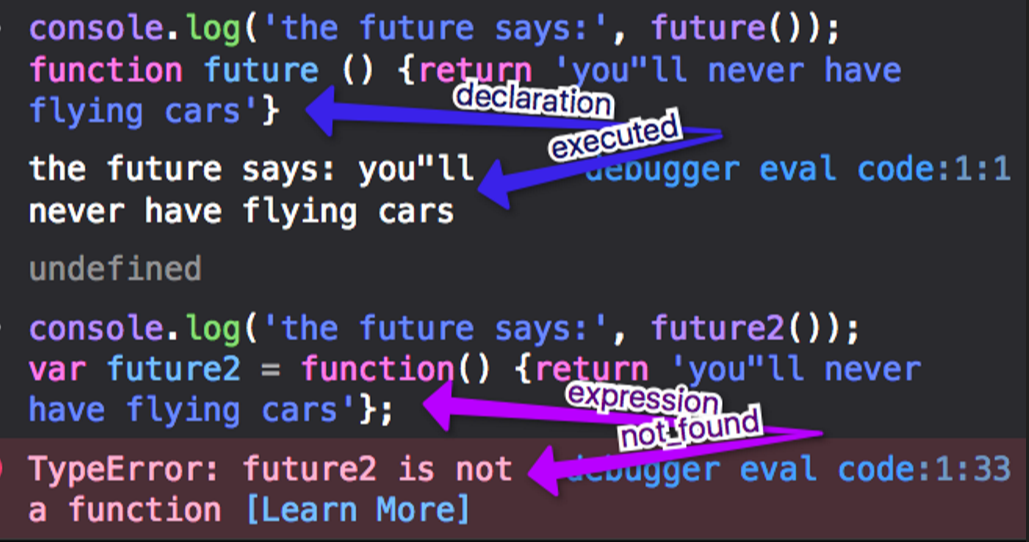 console.log('the future says:', future());
function future () {return 'you"ll never have
flying cars'}
declaration
executed
the future says: you"ll debugger eval code:1:1
never have flying cars
undefined
console.log('the future says:', future2());
var future2 = function() {return 'you"ll never
have flying cars'};
expression
not_found
TypeError: future2 is not debugger eval code:1:33
a function [Learn More]